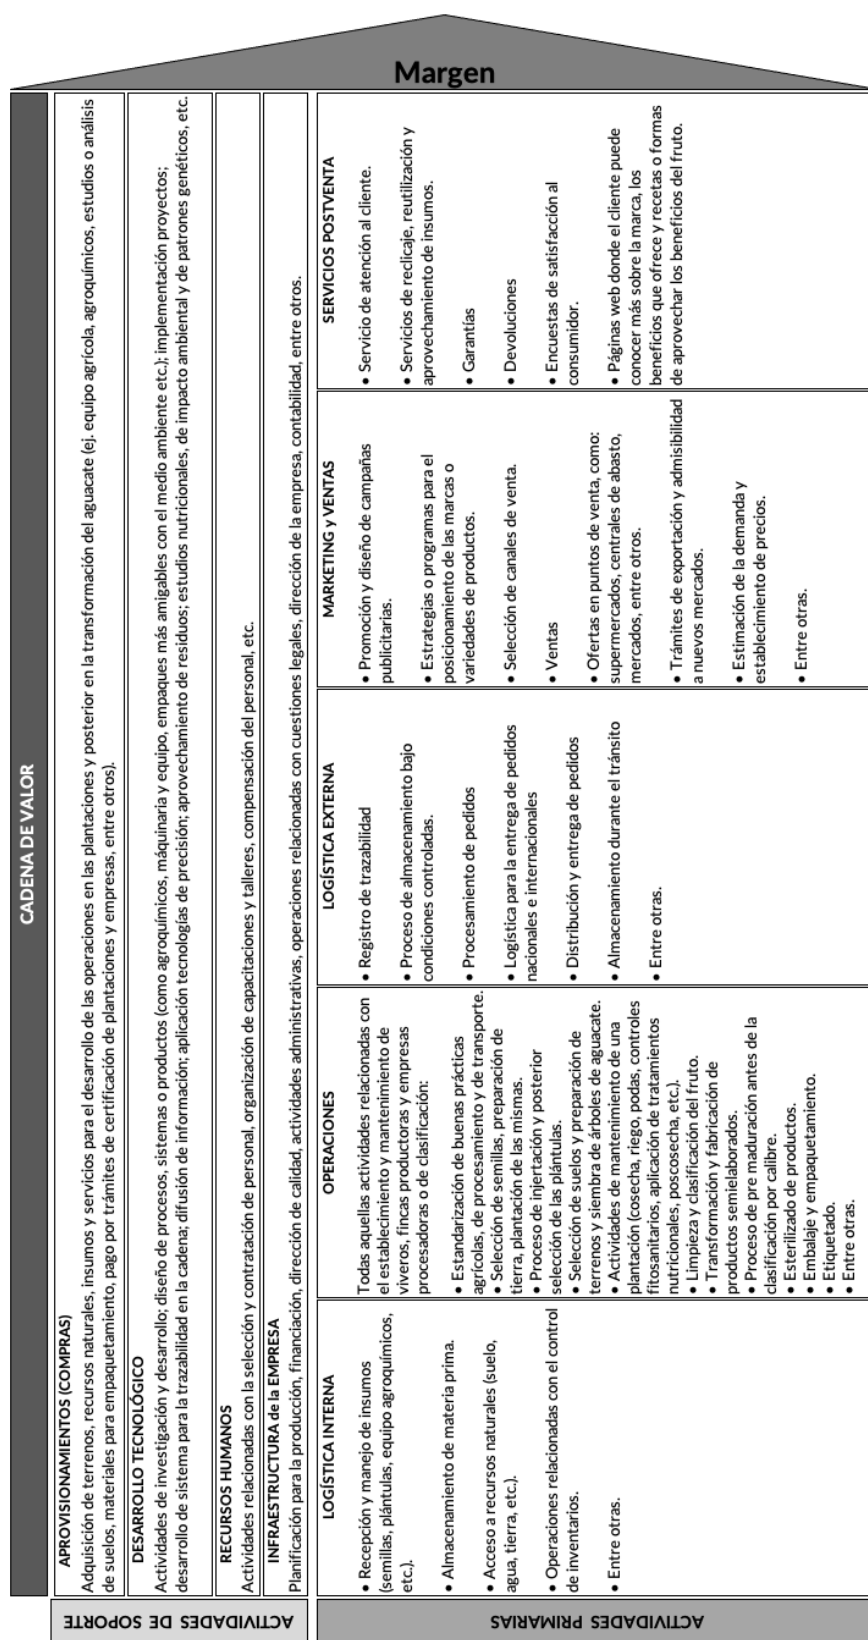 CADENA DE VALOR
ACTIVIDADES DE SOPORTE
APROVISIONAMIENTOS (COMPRAS)
Adquisición de terrenos, recursos naturales, insumos y servicios para el desarrollo de las operaciones en las plantaciones y posterior en la transformación del aguacate (ej. equipo agrícola, agroquímicos, estudios o análisis
de suelos, materiales para empaquetamiento, pago por trámites de certificación de plantaciones y empresas, entre otros).
DESARROLLO TECNOLÓGICO
Actividades de investigación y desarrollo; diseño de procesos, sistemas o productos (como agroquímicos, máquinaria y equipo, empaques más amigables con el medio ambiente etc.); implementación proyectos;
desarrollo de sistema para la trazabilidad en la cadena; difusión de información; aplicación tecnologías de precisión; aprovechamiento de residuos; estudios nutricionales, de impacto ambiental y de patrones genéticos, etc.
RECURSOS HUMANOS
Actividades relacionadas con la selección y contratación de personal, organización de capacitaciones y talleres, compensación del personal, etc.
INFRAESTRUCTURA de la EMPRESA
Planificación para la producción, financiación, dirección de calidad, actividades administrativas, operaciones relacionadas con cuestiones legales, dirección de la empresa, contabilidad, entre otros.
ACTIVIDADES PRIMARIAS
LOGÍSTICA INTERNA
• Recepción y manejo de insumos
(semillas, plántulas, equipo agroquímicos,
etc.).
• Almacenamiento de matería prima.
• Acceso a recursos naturales (suelo,
agua, tierra, etc.).
• Operaciones relacionadas con el control
de inventarios.
• Entre otras.
OPERACIONES
Todas aquellas actividades relacionadas con
el establecimiento y mantenimiento de
víveros, fincas productoras y empresas
procesadoras o de clasificación:
• Estandarización de buenas prácticas
agrícolas, de procesamiento y de transporte.
• Selección de semillas, preparación de
tierra, plantación de las mismas.
• Proceso de injertación y posterior
selección de las plántulas.
• Selección de suelos y preparación de
terrenos y siembra de árboles de aguacate.
• Actividades de mantenimiento de una
plantación (cosecha, riego, podas, controles
fitosanitarios, aplicación de tratamientos
nutricionales, poscosecha, etc.).
• Limpieza y clasificación del fruto.
• Transformación y fabricación de
productos semielaborados.
• Proceso de pre maduración antes de la
clasificación por calibre.
• Esterilizado de productos.
• Embalaje y empaquetamiento.
• Etiquetado.
• Entre otras.
LOGÍSTICA EXTERNA
• Registro de trazabilidad
• Proceso de almacenamiento bajo
condiciones controladas.
• Procesamiento de pedidos
• Logística para la entrega de pedidos
nacionales e internacionales
• Distribución y entrega de pedidos
• Almacenamiento durante el tránsito
• Entre otras.
MARKETING y VENTAS
• Promoción y diseño de campañas
publicitarias.
• Estrategias o programas para el
posicionamiento de las marcas o
variedades de productos.
• Selección de canales de venta.
• Ventas
• Ofertas en puntos de venta, como:
supermercados, centrales de abasto,
mercados, entre otros.
• Trámites de exportación y admisibilidad
a nuevos mercados.
• Estimación de la demanda y
establecimiento de precios.
• Entre otras.
SERVICIOS POSTVENTA
• Servicio de atención al cliente.
• Servicios de reclicaje, reutilización y
aprovechamiento de insumos.
• Garantías
• Devoluciones
• Encuestas de satisfacción al
consumidor.
• Páginas web donde el cliente puede
conocer más sobre la marca, los
beneficios que ofrece y recetas o formas
de aprovechar los beneficios del fruto.
Margen